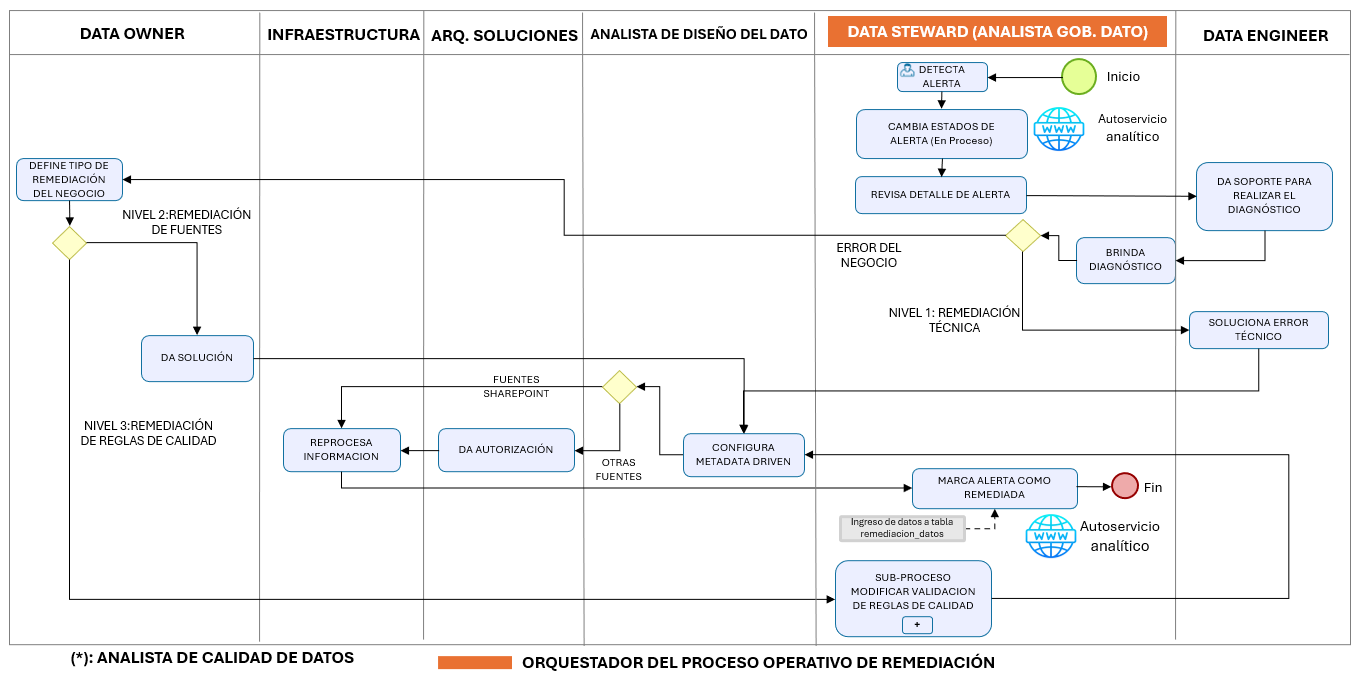 DATA OWNER
INFRAESTRUCTURA
ARQ. SOLUCIONES
ANALISTA DE DISEÑO DEL DATO
DATA STEWARD (ANALISTA GOB. DATO)
DATA ENGINEER
DETECTA
ALERTA
Inicio
CAMBIA ESTADOS DE
ALERTA (En Proceso)
WWW
Autoservicio
analítico
DEFINE TIPO DE
REMEDIACIÓN
DEL NEGOCIO
REVISA DETALLE DE ALERTA
DA SOPORTE PARA
REALIZAR EL
DIAGNÓSTICO
NIVEL 2:REMEDIACIÓN
DE FUENTES
ERROR DEL
NEGOCIO
BRINDA
DIAGNÓSTICO
NIVEL 1: REMEDIACIÓN
TÉCNICA
SOLUCIONA ERROR
TÉCNICO
DA SOLUCIÓN
FUENTES
SHAREPOINT
NIVEL 3:REMEDIACIÓN
DE REGLAS DE CALIDAD
REPROCESA
INFORMACION
DA AUTORIZACIÓN
OTRAS
FUENTES
CONFIGURA
METADATA DRIVEN
MARCA ALERTA COMO
REMEDIADA
Fin
Ingreso de datos a tabla
remediacion_datos
WWW
Autoservicio
analítico
SUB-PROCESO
MODIFICAR VALIDACION
DE REGLAS DE CALIDAD
+
(*): ANALISTA DE CALIDAD DE DATOS
ORQUESTADOR DEL PROCESO OPERATIVO DE REMEDIACIÓN